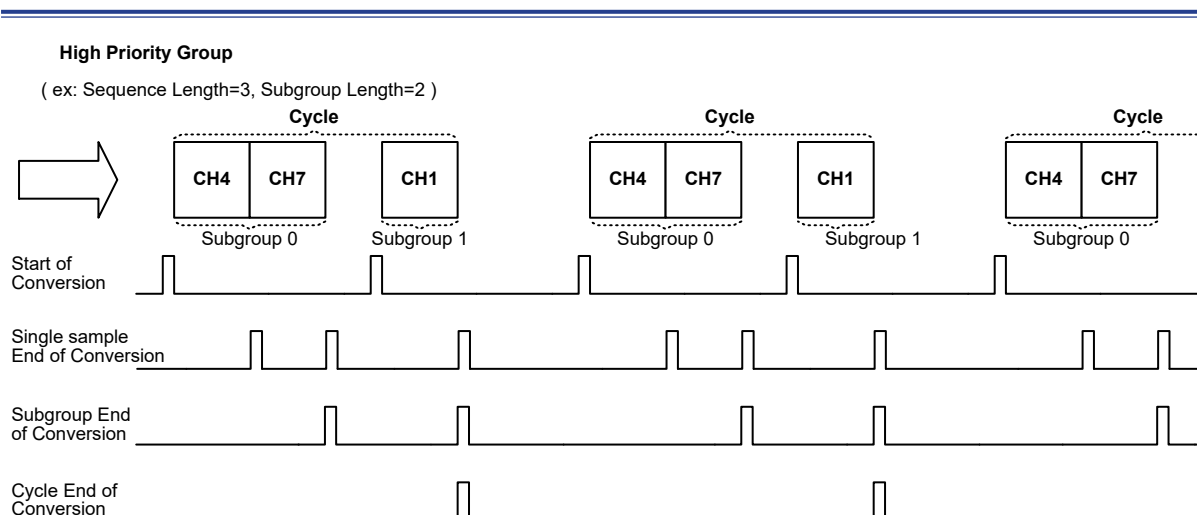 High Priority Group
( ex: Sequence Length=3, Subgroup Length=2 )
Cycle Cycle Cycle
CH4 CH7 CH1 CH4 CH7 CH1 CH4 CH7
Subgroup 0 Subgroup 1 Subgroup 0 Subgroup 1 Subgroup 0
Start of
Conversion
Single sample
End of Conversion
Subgroup End
of Conversion
Cycle End of
Conversion